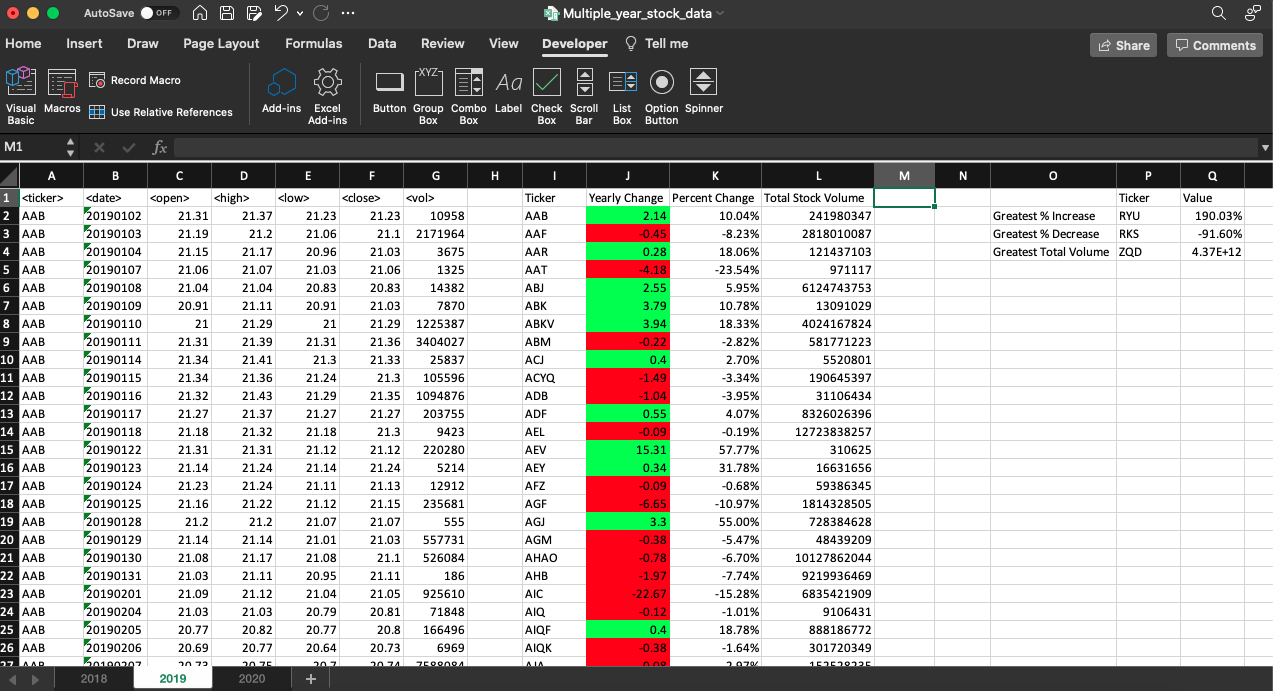 AutoSave OFF Multiple_year_stock_data
Home Insert Draw Page Layout Formulas Data Review View Developer Tell me Share Comments
Visual Basic Macros Record Macro Use Relative References Add-ins Excel Add-ins Button Group Box Combo Box Label Check Box Scroll Bar List Box Option Button Spinner
M1 fx
A B C D E F G H I J K L M N O P Q
1 <ticker> <date> <open> <high> <low> <close> <vol> Ticker Yearly Change Percent Change Total Stock Volume Ticker Value
2 AAB 20190102 21.31 21.37 21.23 21.23 10958 AAB 2.14 10.04% 241980347 Greatest % Increase RYU 190.03%
3 AAB 20190103 21.19 21.2 21.06 21.1 2171964 AAF -0.45 -8.23% 2818010087 Greatest % Decrease RKS -91.60%
4 AAB 20190104 21.15 21.17 20.96 21.03 3675 AAR 0.28 18.06% 121437103 Greatest Total Volume ZQD 4.37E+12
5 AAB 20190107 21.06 21.07 21.03 21.06 1325 AAT -4.18 -23.54% 971117
6 AAB 20190108 21.04 21.04 20.83 20.83 14382 ABJ 2.55 5.95% 6124743753
7 AAB 20190109 20.91 21.11 20.91 21.03 7870 ABK 3.79 10.78% 13091029
8 AAB 20190110 21 21.29 21 21.29 1225387 ABKV 3.94 18.33% 4024167824
9 AAB 20190111 21.31 21.39 21.31 21.36 3404027 ABM -0.22 -2.82% 581771223
10 AAB 20190114 21.34 21.41 21.3 21.33 25837 ACJ 0.4 2.70% 5520801
11 AAB 20190115 21.34 21.36 21.24 21.3 105596 ACYQ -1.49 -3.34% 190645397
12 AAB 20190116 21.32 21.43 21.29 21.35 1094876 ADB -1.04 -3.95% 31106434
13 AAB 20190117 21.27 21.37 21.27 21.27 203755 ADF 0.55 4.07% 8326026396
14 AAB 20190118 21.18 21.32 21.18 21.3 9423 AEL -0.09 -0.19% 12723838257
15 AAB 20190122 21.31 21.31 21.12 21.12 220280 AEV 15.31 57.77% 310625
16 AAB 20190123 21.14 21.24 21.14 21.24 5214 AEY 0.34 31.78% 16631656
17 AAB 20190124 21.23 21.24 21.11 21.13 12912 AFZ -0.09 -0.68% 59386345
18 AAB 20190125 21.16 21.22 21.12 21.15 235681 AGF -6.65 -10.97% 1814328505
19 AAB 20190128 21.2 21.2 21.07 21.07 555 AGJ 3.3 55.00% 728384628
20 AAB 20190129 21.14 21.14 21.01 21.03 557731 AGM -0.38 -5.47% 48439209
21 AAB 20190130 21.08 21.17 21.08 21.1 526084 AHAO -0.78 -6.70% 10127862044
22 AAB 20190131 21.03 21.11 20.95 21.11 186 AHB -1.97 -7.74% 9219936469
23 AAB 20190201 21.09 21.12 21.04 21.05 925610 AIC -22.67 -15.28% 6835421909
24 AAB 20190204 21.03 21.03 20.79 20.81 71848 AIQ -0.12 -1.01% 9106431
25 AAB 20190205 20.77 20.82 20.77 20.8 166496 AIQF 0.4 18.78% 888186772
26 AAB 20190206 20.69 20.77 20.64 20.73 6969 AIQK -0.38 -1.64% 301720349
27 AAB 20190207
2018 2019 2020 +